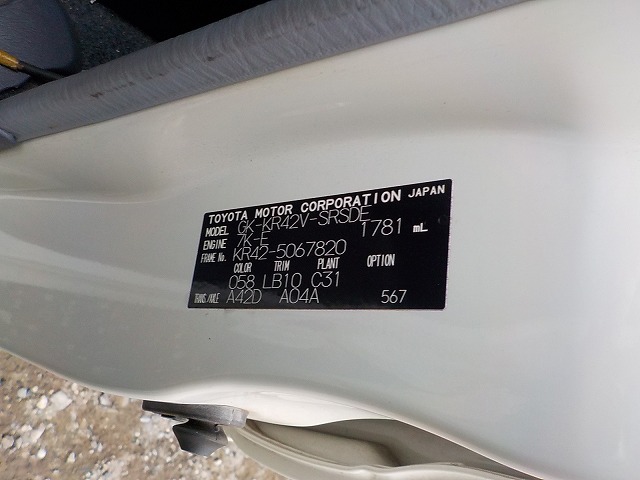 TOYOTA MOTOR CORPORATION JAPAN
MODEL GK-KR42V-SRSDE
ENGINE 7K-E 1781 mL
FRAME No. KR42-5067820
COLOR TRIM PLANT OPTION
058 LB10 C31
TRANS./AXLE A42D A04A 567